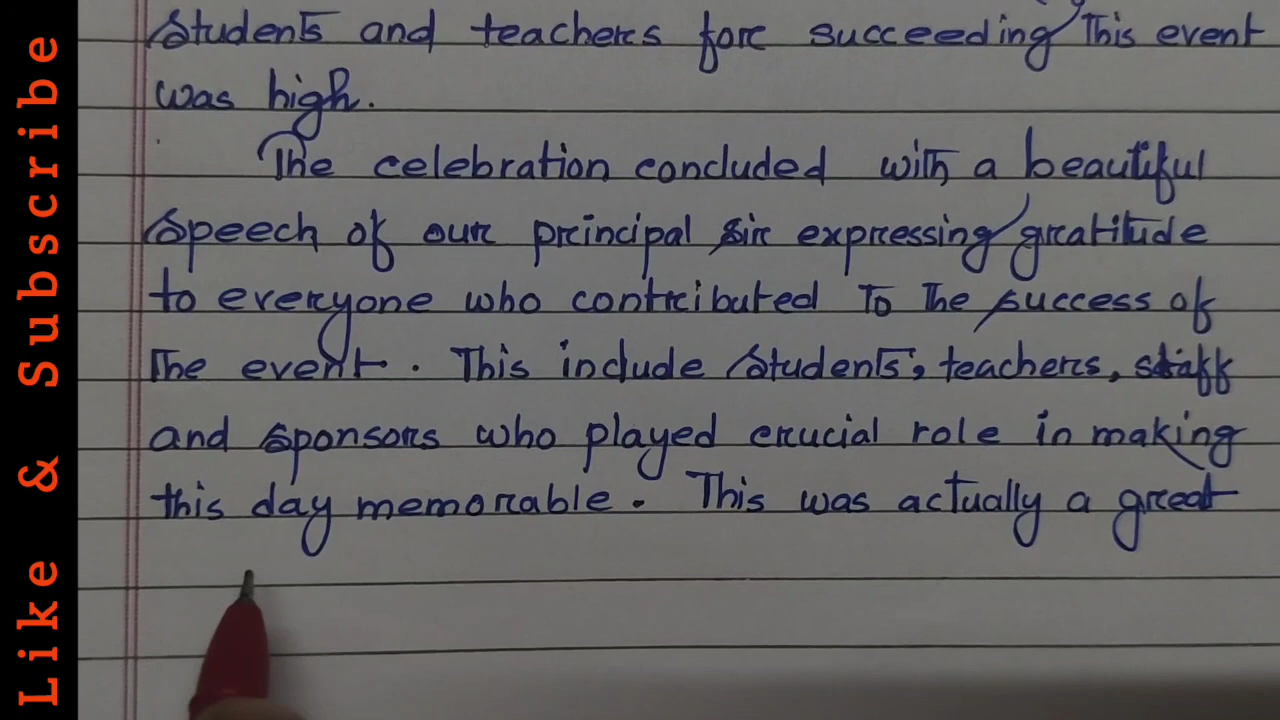 Like & Subscribe
students and teachers for succeeding this event
was high.
The celebration concluded with a beautiful
speech of our principal sir expressing gratitude
to everyone who contributed to the success of
the event. This include students, teachers, staff
and sponsors who played crucial role in making
this day memorable. This was actually a great